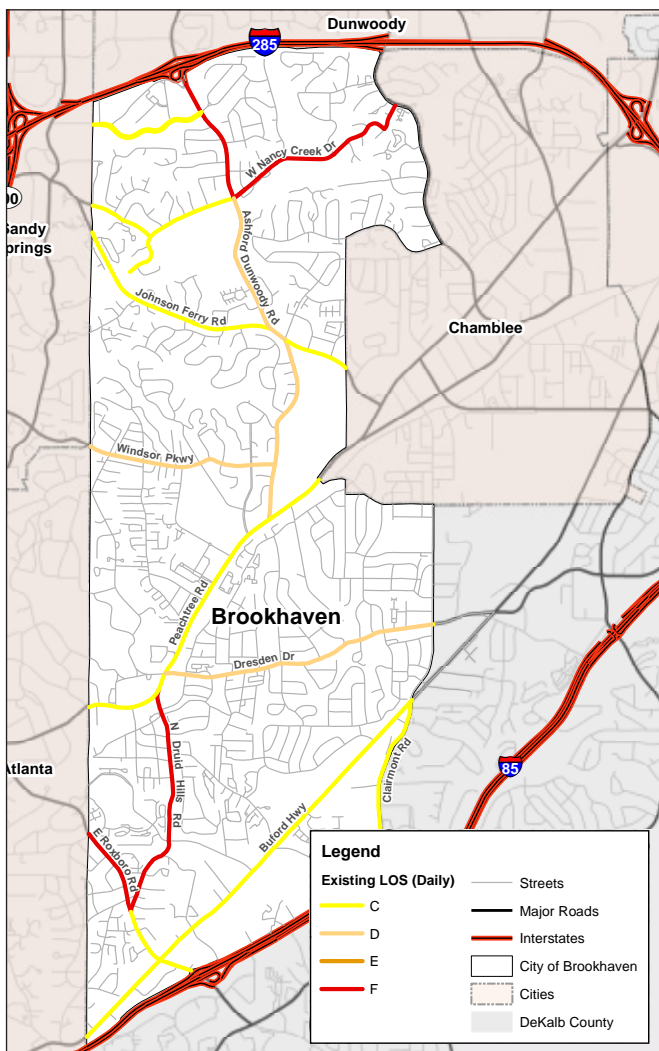 Dunwoody
285
W Nancy Creek Dr
00
Sandy
Springs
Ashford Dunwoody Rd
Johnson Ferry Rd
Chamblee
Windsor Pkwy
Peachtree Rd
Brookhaven
Dresden Dr
N Druid Hills Rd
Clairmont Rd
85
Atlanta
Buford Hwy
E Roxboro Rd
Legend
Existing LOS (Daily)
C
D
E
F
Streets
Major Roads
Interstates
City of Brookhaven
Cities
DeKalb County